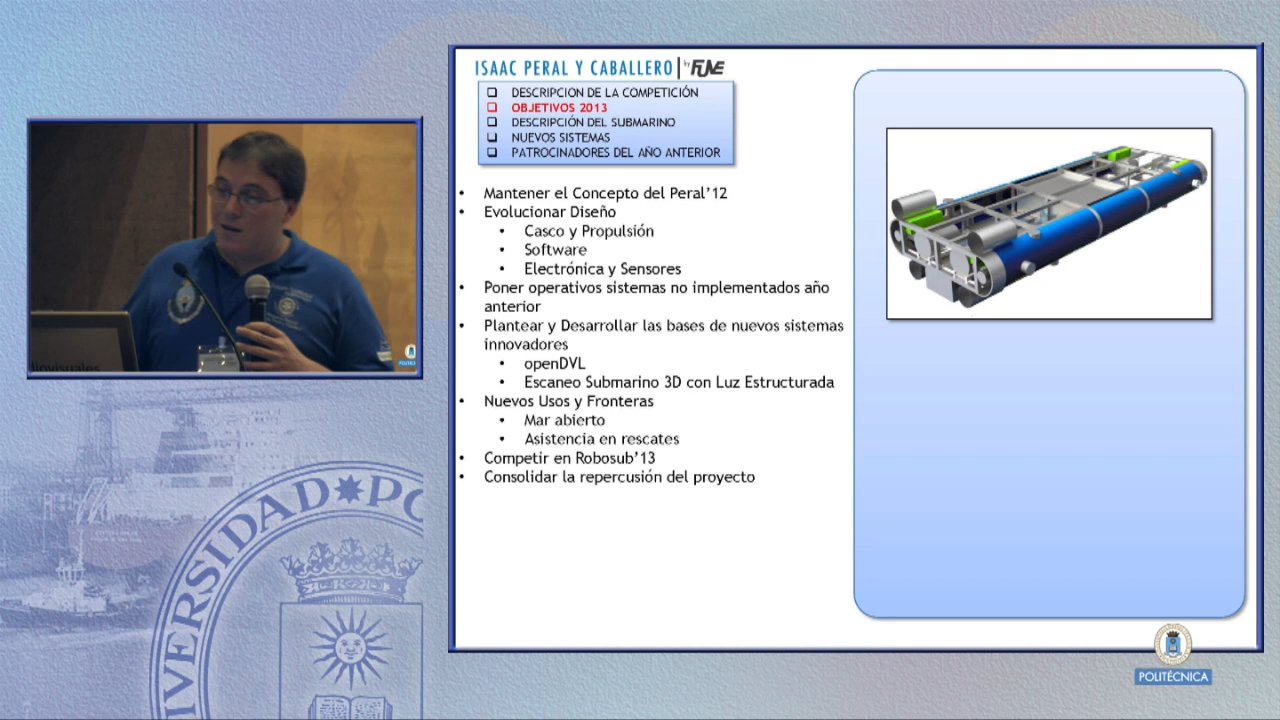 ISAAC PERAL Y CABALLERO by FUNE
DESCRIPCION DE LA COMPETICIÓN
OBJETIVOS 2013
DESCRIPCIÓN DEL SUBMARINO
NUEVOS SISTEMAS
PATROCINADORES DEL AÑO ANTERIOR
• Mantener el Concepto del Peral’12
• Evolucionar Diseño
• Casco y Propulsión
• Software
• Electrónica y Sensores
• Poner operativos sistemas no implementados año
anterior
• Plantear y Desarrollar las bases de nuevos sistemas
innovadores
• openDVL
• Escaneo Submarino 3D con Luz Estructurada
• Nuevos Usos y Fronteras
• Mar abierto
• Asistencia en rescates
• Competir en Robosub’13
• Consolidar la repercusión del proyecto
IVERSIDAD PO
POLITÉCNICA